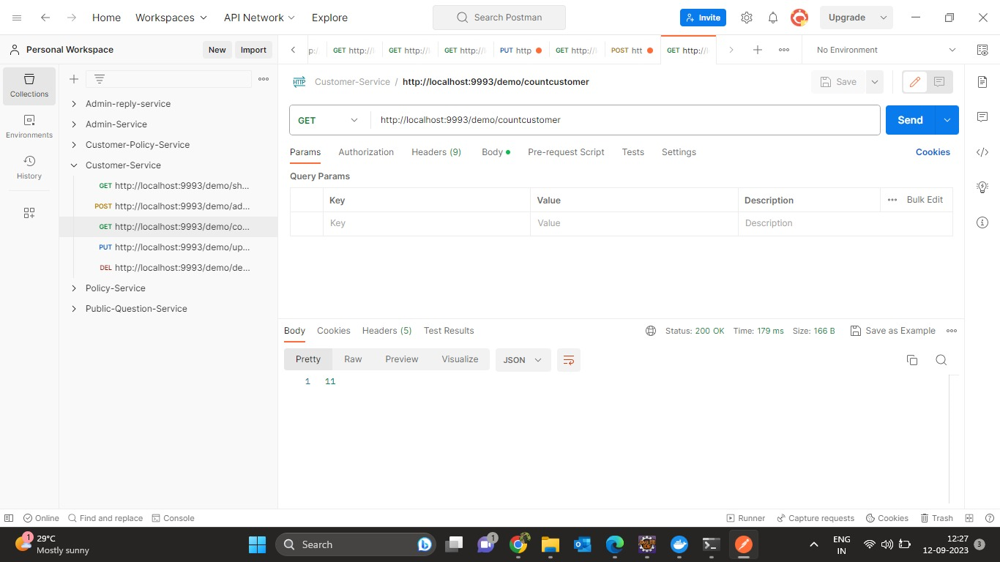 Home Workspaces API Network Explore Search Postman Invite Upgrade
Personal Workspace New Import
p: GET http://l GET http://l GET http://l PUT http GET http://l POST htt GET http://l No Environment
Collections
Environments
History
Admin-reply-service
Admin-Service
Customer-Policy-Service
Customer-Service
GET http://localhost:9993/demo/sh...
POST http://localhost:9993/demo/ad...
GET http://localhost:9993/demo/co...
PUT http://localhost:9993/demo/up...
DEL http://localhost:9993/demo/de...
Policy-Service
Public-Question-Service
HTTP Customer-Service / http://localhost:9993/demo/countcustomer Save
GET http://localhost:9993/demo/countcustomer Send
Params Authorization Headers (9) Body Pre-request Script Tests Settings Cookies
Query Params
Key Value Description Bulk Edit
Key Value Description
Body Cookies Headers (5) Test Results Status: 200 OK Time: 179 ms Size: 166 B Save as Example
Pretty Raw Preview Visualize JSON
1 11
Online Find and replace Console Runner Capture requests Cookies Trash
1 29°C
Mostly sunny
Search
1
ENG
IN
12:27
12-09-2023
3